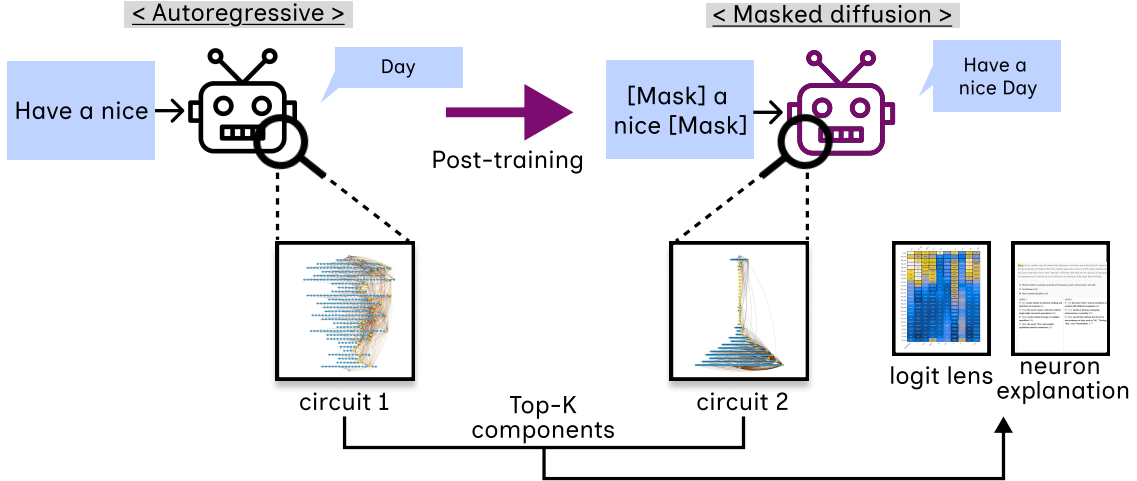 < Autoregressive >
< Masked diffusion >
Have a nice
Day
[Mask] a
nice [Mask]
Have a
nice Day
Post-training
circuit 1
circuit 2
logit lens
neuron
explanation
Top-K
components